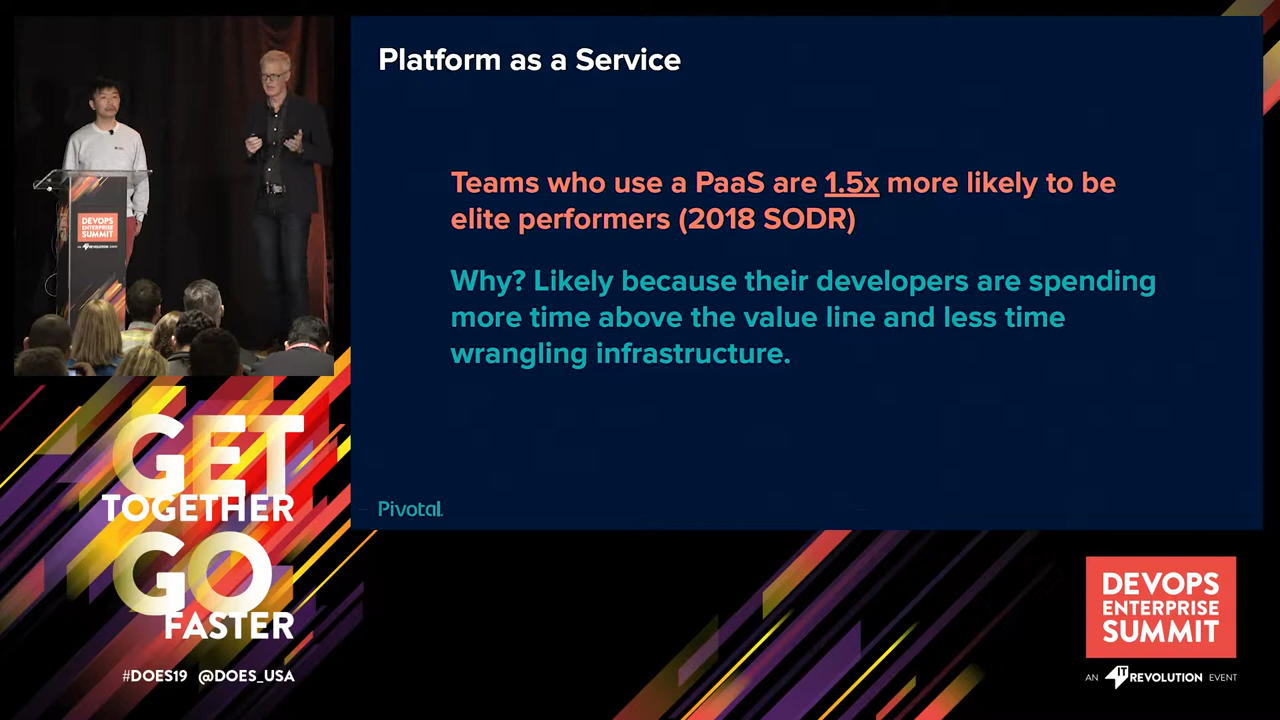 Platform as a Service
Teams who use a PaaS are 1.5x more likely to be
elite performers (2018 SODR)
Why? Likely because their developers are spending
more time above the value line and less time
wrangling infrastructure.
Pivotal.
DEVOPS
ENTERPRISE
SUMMIT
GET
TOGETHER
GO
FASTER
#DOES19 @DOES_USA
DEVOPS
ENTERPRISE
SUMMIT
AN IT REVOLUTION EVENT